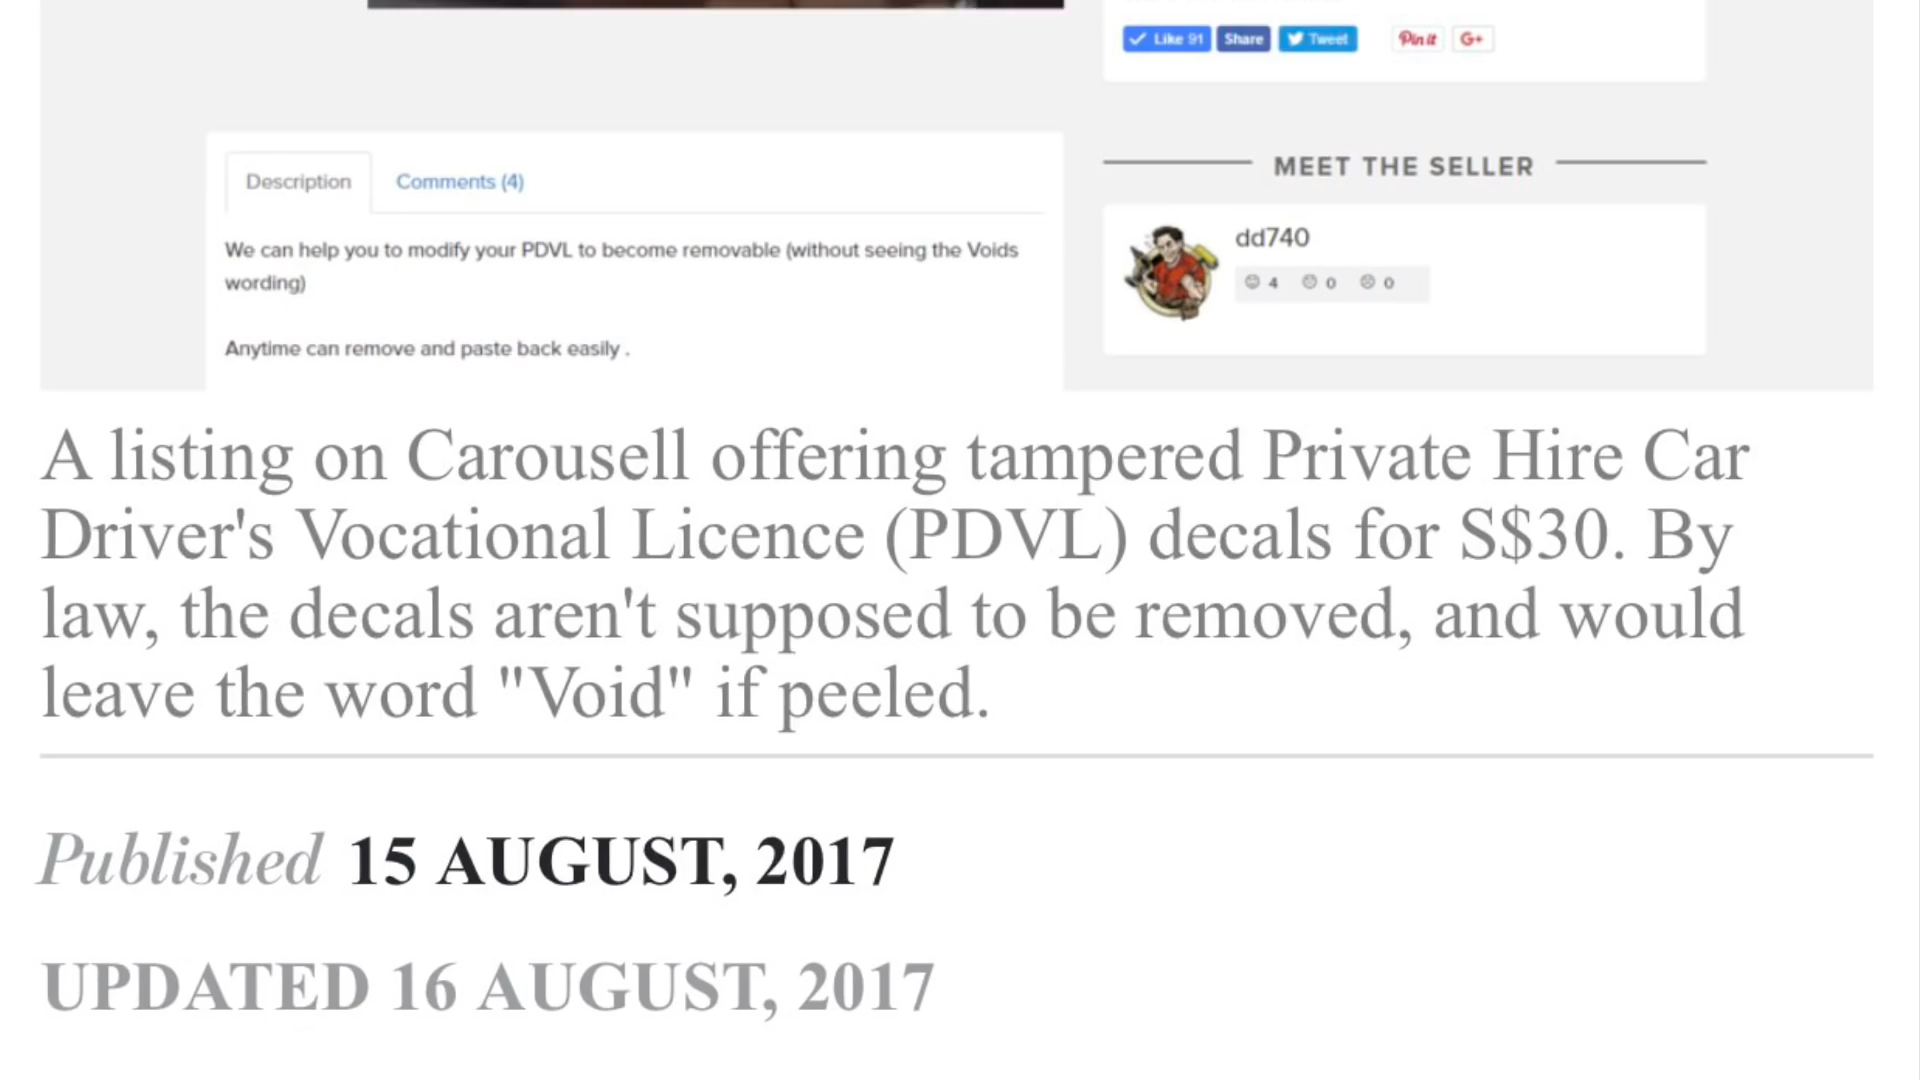 Like 91 Share Tweet Pin it G+
Description Comments (4)
We can help you to modify your PDVL to become removable (without seeing the Voids
wording)
Anytime can remove and paste back easily .
MEET THE SELLER
dd740
4 0 0
A listing on Carousell offering tampered Private Hire Car
Driver's Vocational Licence (PDVL) decals for S$30. By
law, the decals aren't supposed to be removed, and would
leave the word "Void" if peeled.
Published 15 AUGUST, 2017
UPDATED 16 AUGUST, 2017